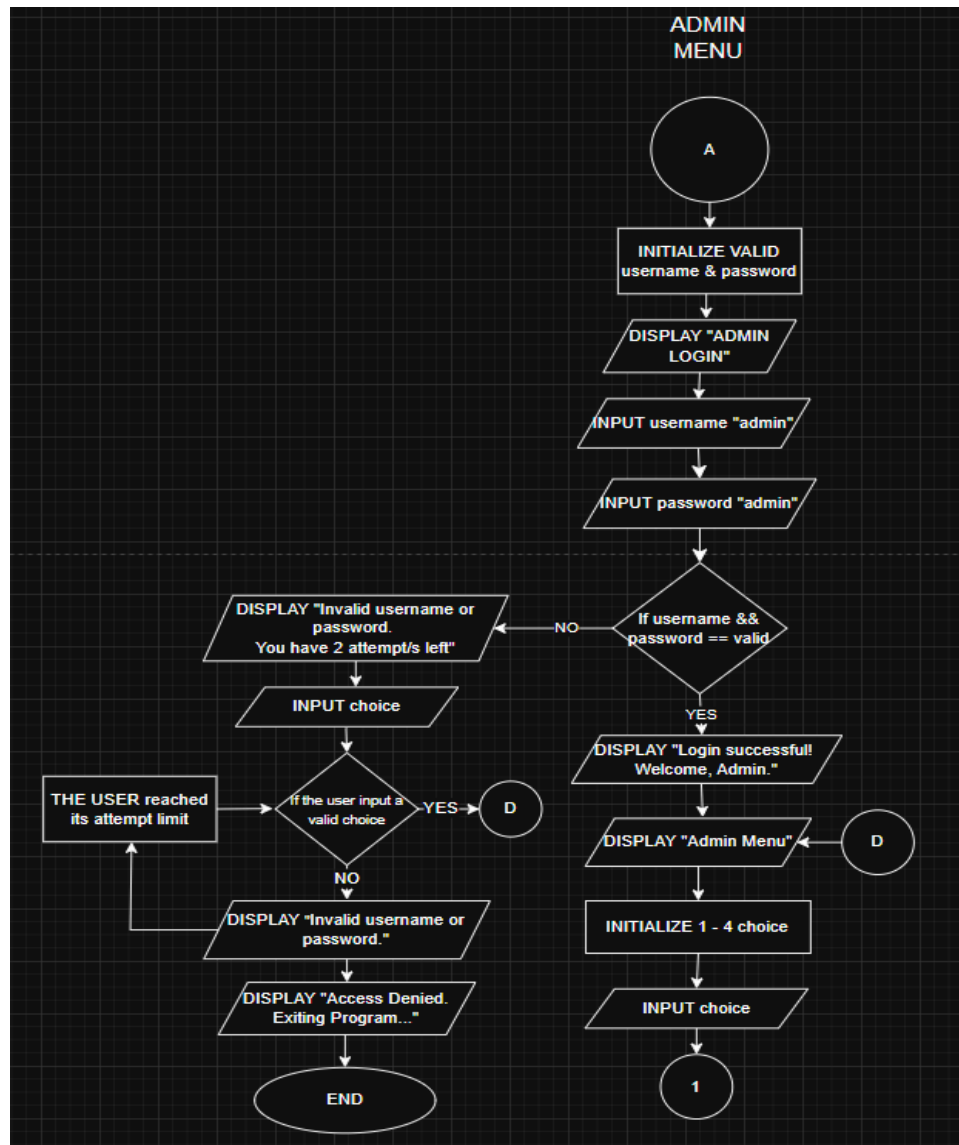 ADMIN
MENU
A
INITIALIZE VALID
username & password
DISPLAY "ADMIN
LOGIN"
INPUT username "admin"
INPUT password "admin"
If username &&
password == valid
NO
DISPLAY "Invalid username or
password.
You have 2 attempt/s left"
INPUT choice
If the user input a
valid choice
YES
D
THE USER reached
its attempt limit
NO
DISPLAY "Invalid username or
password."
DISPLAY "Access Denied.
Exiting Program..."
END
YES
DISPLAY "Login successful!
Welcome, Admin."
DISPLAY "Admin Menu"
D
INITIALIZE 1 - 4 choice
INPUT choice
1